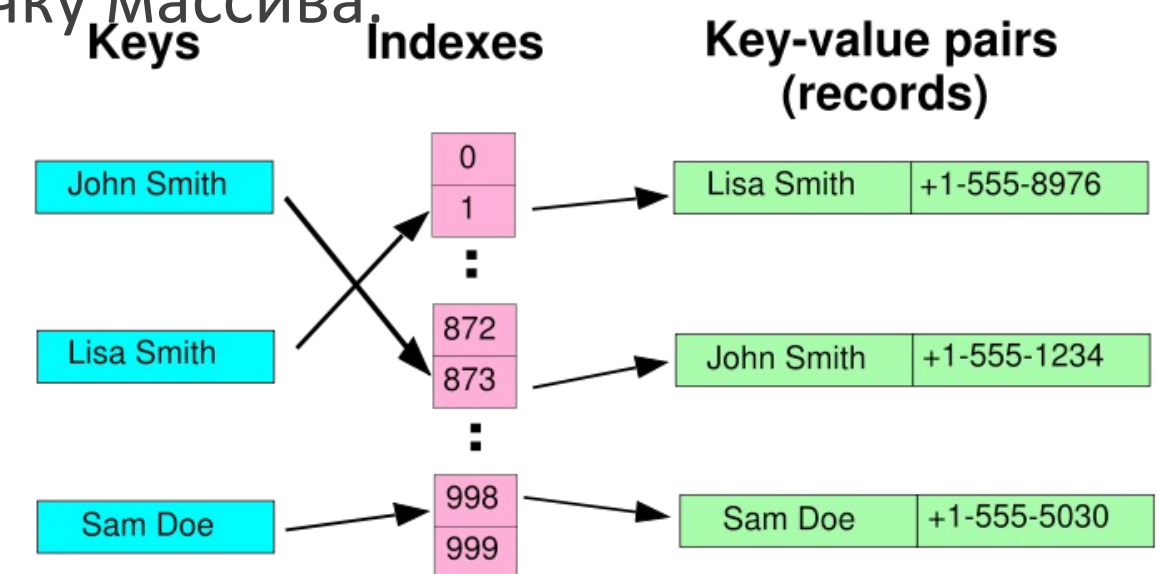 массива.
Keys
Indexes
Key-value pairs
(records)
John Smith
Lisa Smith
Sam Doe
0
1
:
872
873
:
998
999
Lisa Smith +1-555-8976
John Smith +1-555-1234
Sam Doe +1-555-5030